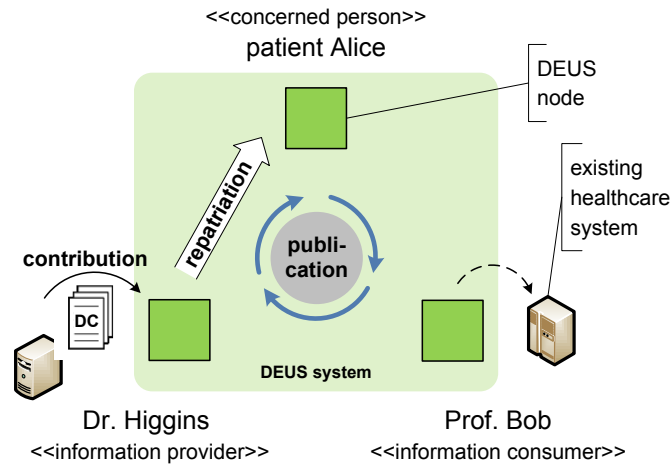 <<concerned person>>
patient Alice
DEUS
node
existing
healthcare
system
repatriation
publi-
cation
contribution
DC
DEUS system
Dr. Higgins
<<information provider>>
Prof. Bob
<<information consumer>>